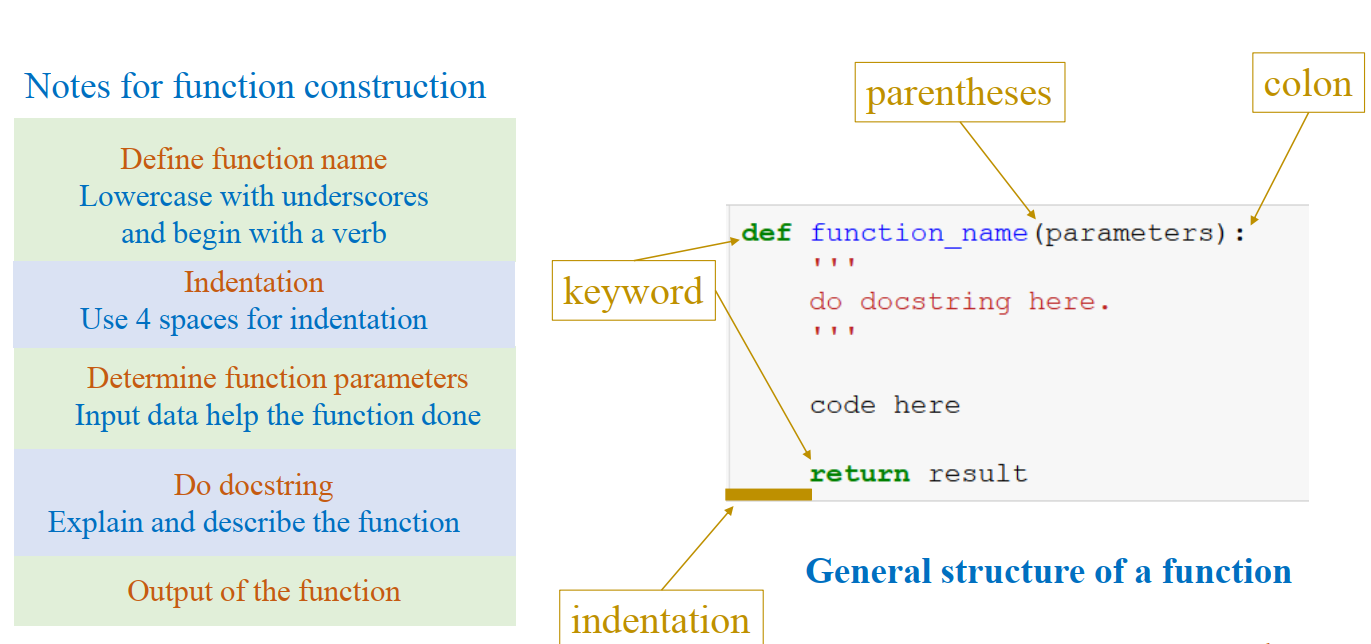 Notes for function construction
Define function name
Lowercase with underscores
and begin with a verb
Indentation
Use 4 spaces for indentation
Determine function parameters
Input data help the function done
Do docstring
Explain and describe the function
Output of the function
parentheses
colon
keyword
def function_name(parameters):
'''
do docstring here.
'''
code here
return result
indentation
General structure of a function